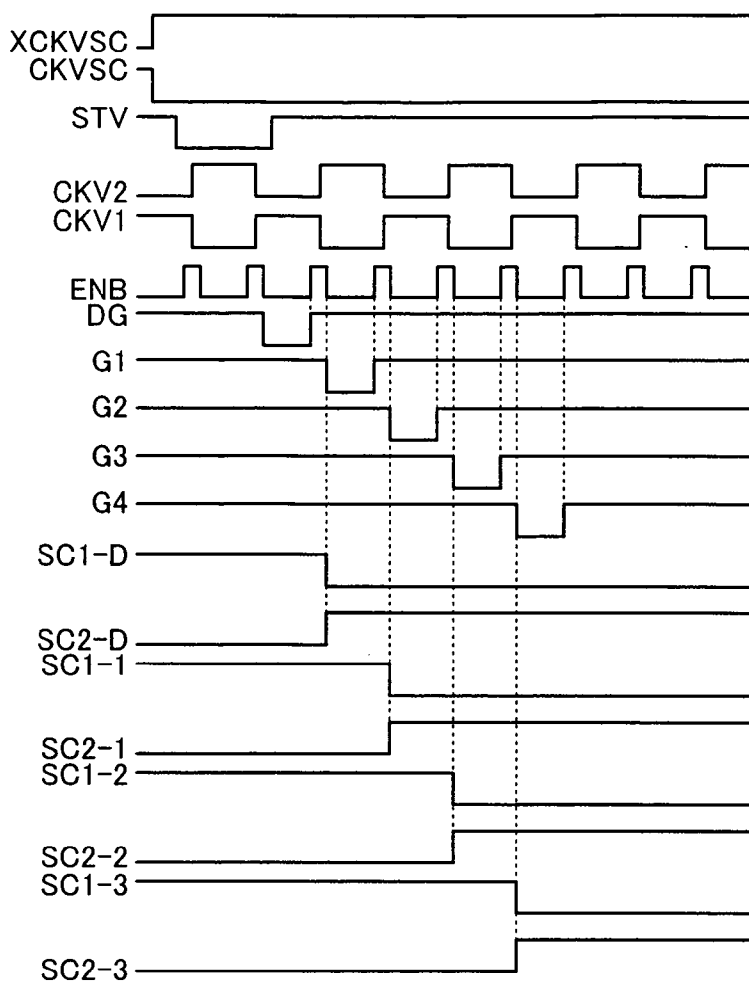 XCKVSC
CKVSC
STV
CKV2
CKV1
ENB
DG
G1
G2
G3
G4
SC1-D
SC2-D
SC1-1
SC2-1
SC1-2
SC2-2
SC1-3
SC2-3